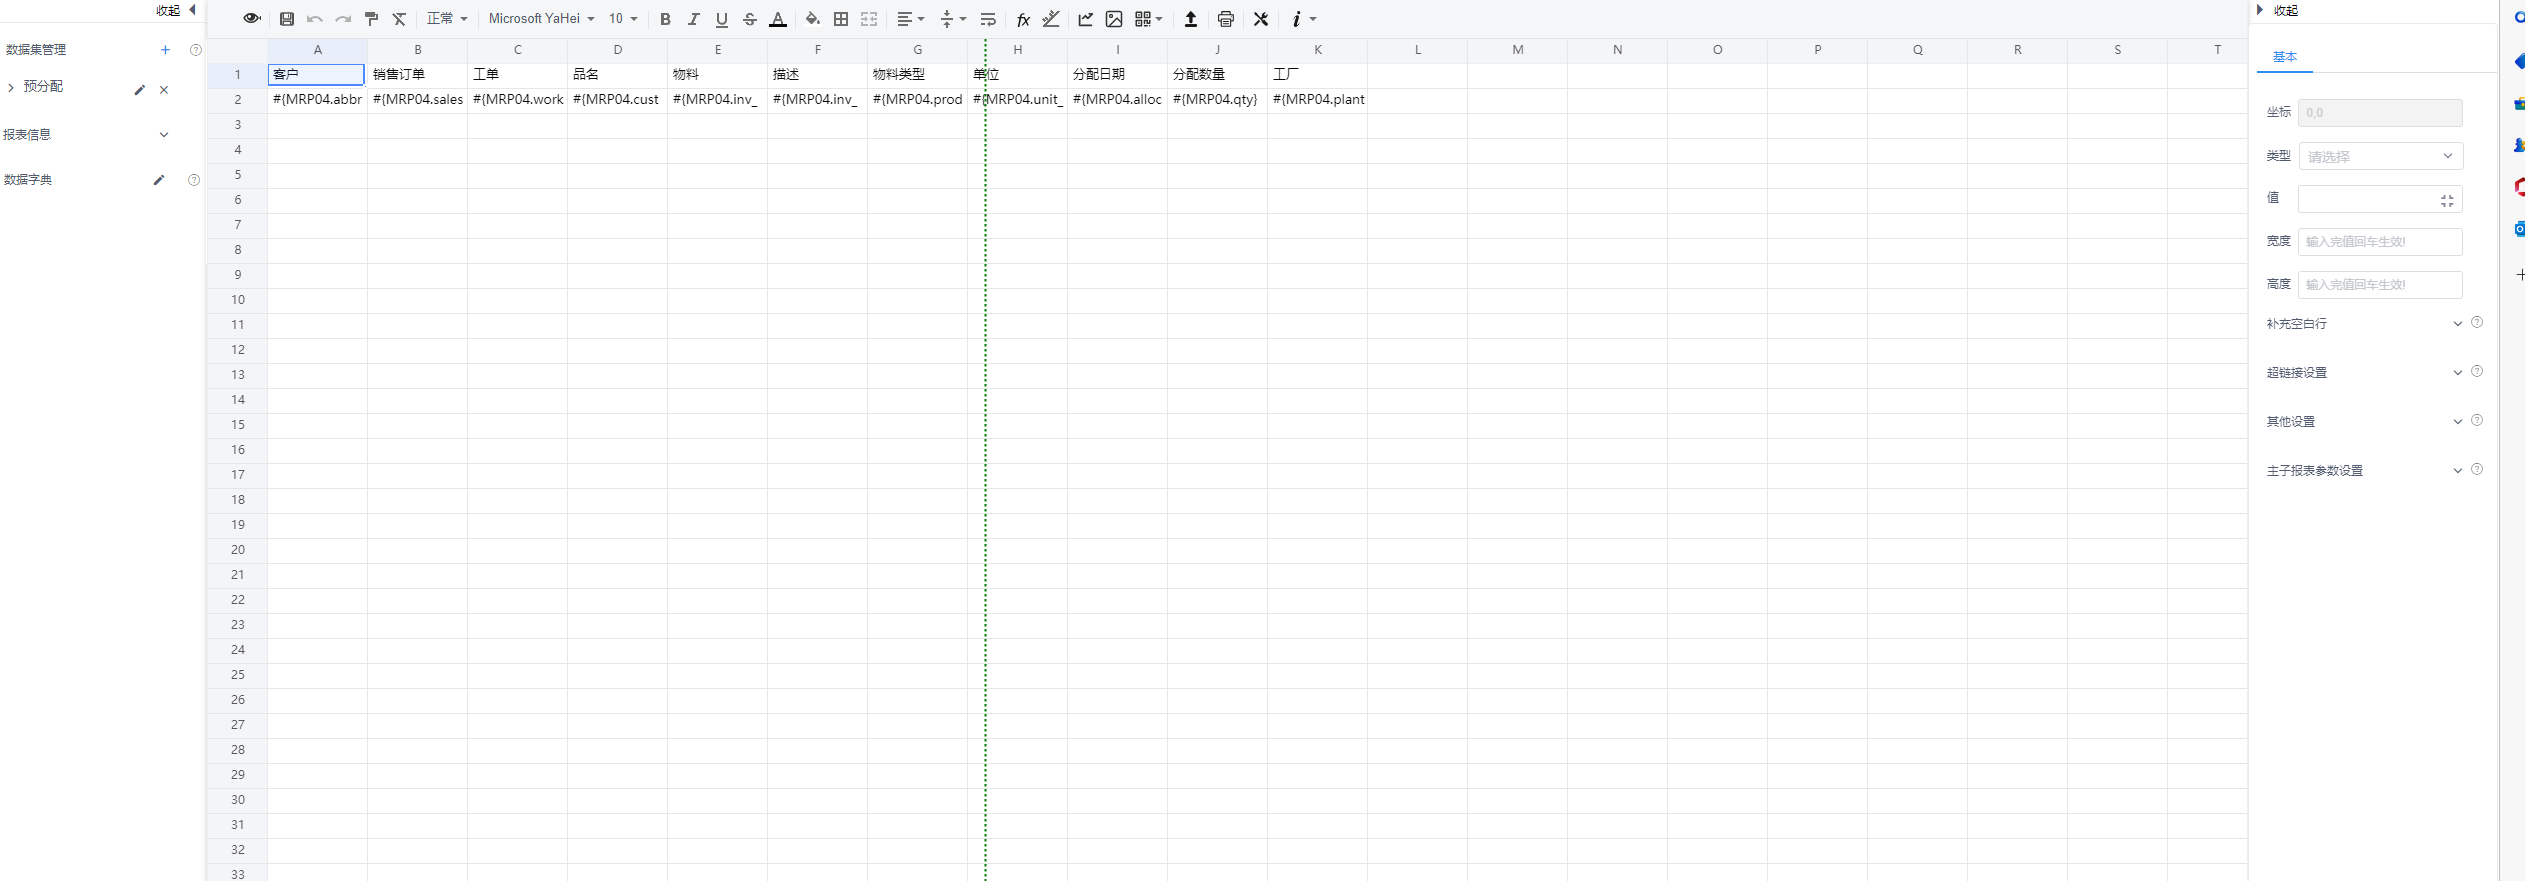 收起
数据集管理
预分配
报表信息
数据字典
正常 Microsoft YaHei 10 B I U S A fx i
A B C D E F G H I J K L M N O P Q R S T
1 客户 销售订单 工单 品名 物料 描述 物料类型 单位 分配日期 分配数量 工厂
2 #{MRP04.abbr #{MRP04.sales #{MRP04.work #{MRP04.cust #{MRP04.inv_ #{MRP04.inv_ #{MRP04.prod #{MRP04.unit_ #{MRP04.alloc #{MRP04.qty} #{MRP04.plant
3
4
5
6
7
8
9
10
11
12
13
14
15
16
17
18
19
20
21
22
23
24
25
26
27
28
29
30
31
32
33
收起
基本
坐标 0,0
类型 请选择
值
宽度 输入完值回车生效!
高度 输入完值回车生效!
补充空白行
超链接设置
其他设置
主子报表参数设置